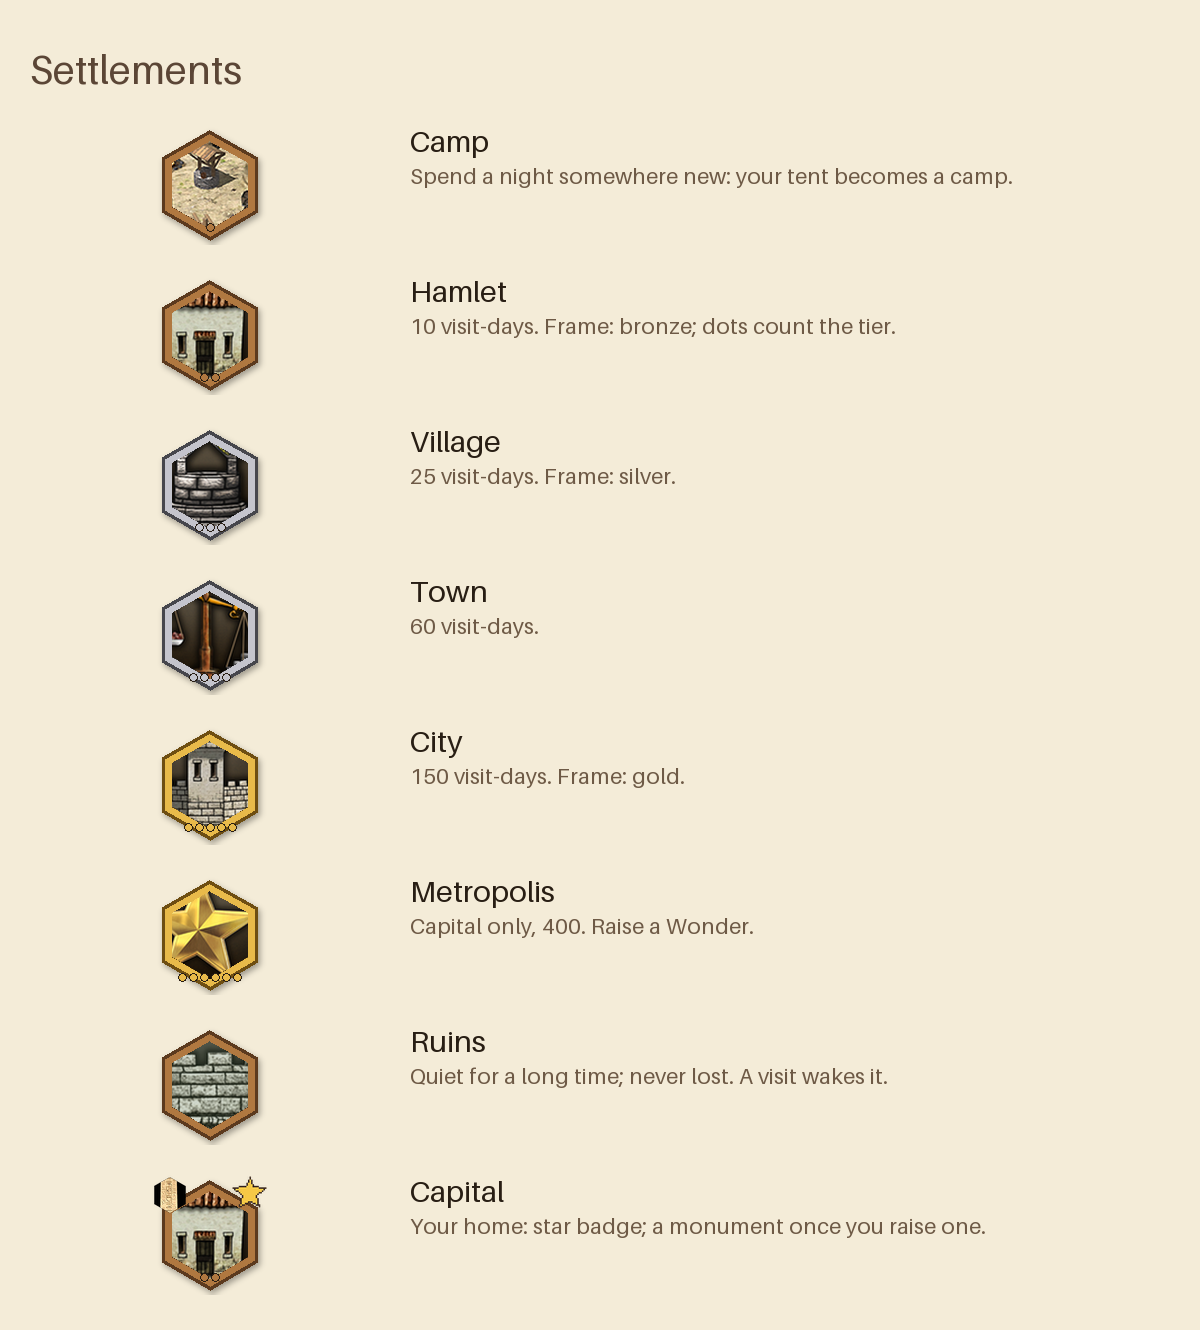 Settlements
Camp
Spend a night somewhere new: your tent becomes a camp.
Hamlet
10 visit-days. Frame: bronze; dots count the tier.
Village
25 visit-days. Frame: silver.
Town
60 visit-days.
City
150 visit-days. Frame: gold.
Metropolis
Capital only, 400. Raise a Wonder.
Ruins
Quiet for a long time; never lost. A visit wakes it.
Capital
Your home: star badge; a monument once you raise one.